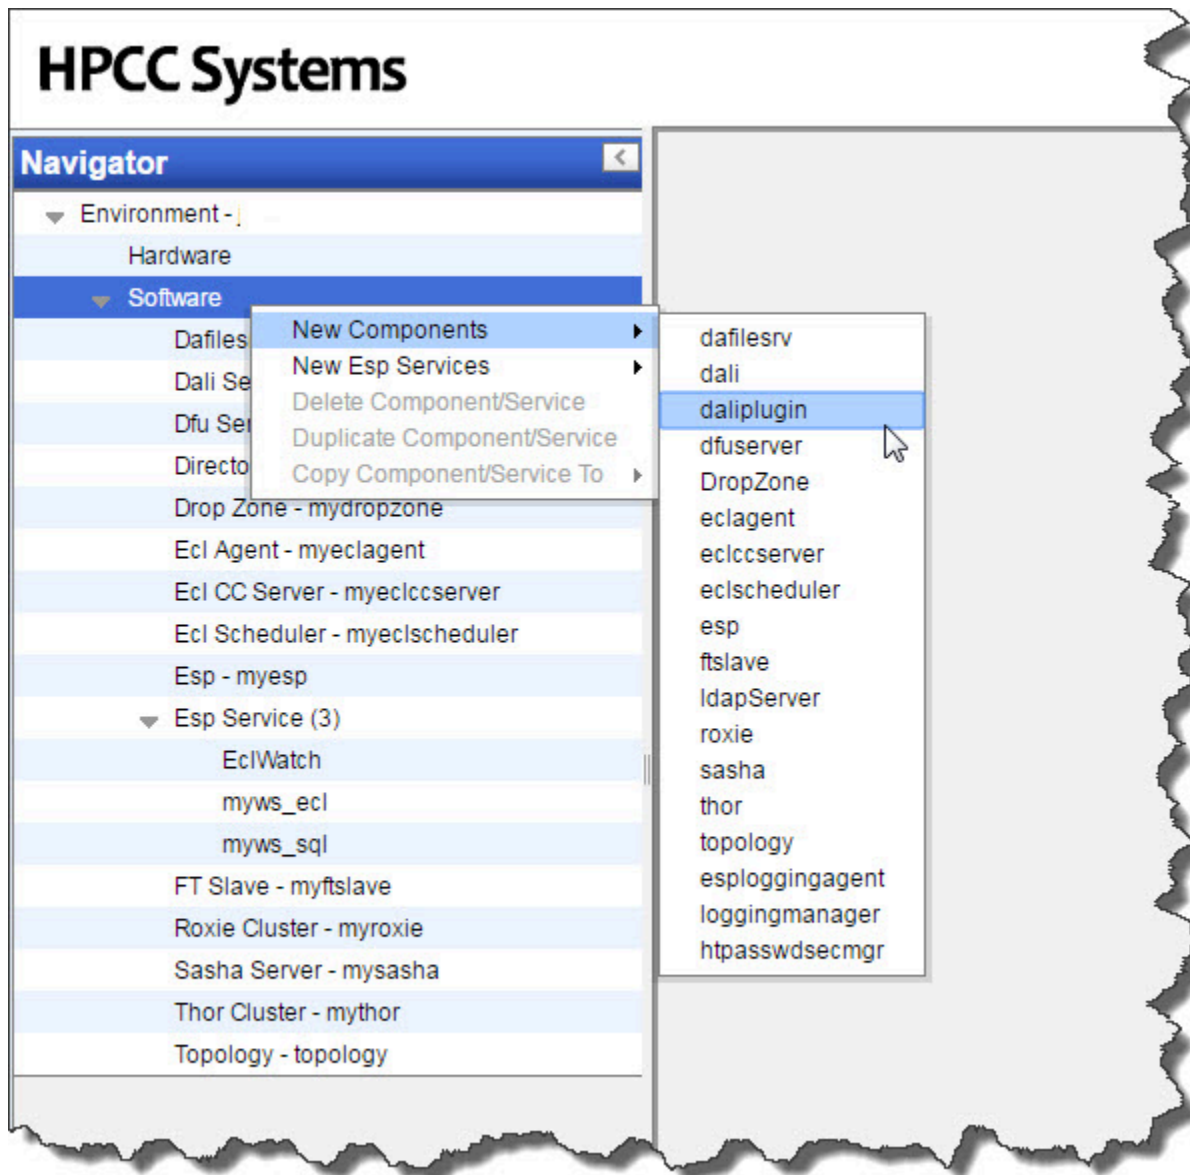 HPCC Systems
Navigator
Environment -
Hardware
Software
New Components
New Esp Services
Delete Component/Service
Duplicate Component/Service
Copy Component/Service To
dafilesrv
dali
daliplugin
dfuserver
DropZone
eclagent
eclccserver
eclscheduler
esp
ftslave
ldapServer
roxie
sasha
thor
topology
esploggingagent
loggingmanager
htpasswdsecmgr
Dafiles
Dali Se
Dfu Ser
Directo
Drop Zone - mydropzone
Ecl Agent - myeclagent
Ecl CC Server - myeclccserver
Ecl Scheduler - myeclscheduler
Esp - myesp
Esp Service (3)
EclWatch
myws_ecl
myws_sql
FT Slave - myftslave
Roxie Cluster - myroxie
Sasha Server - mysasha
Thor Cluster - mythor
Topology - topology